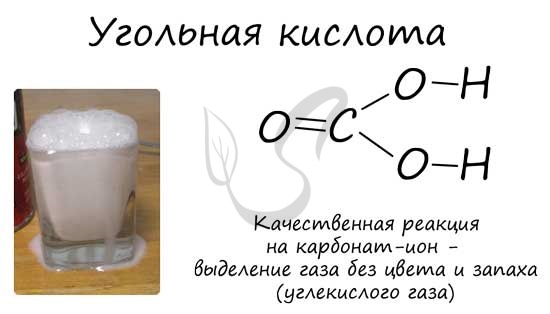 Угольная кислота
O=C
O-H
O-H
Качественная реакция
на карбонат-ион -
выделение газа без цвета и запаха
(углекислого газа)